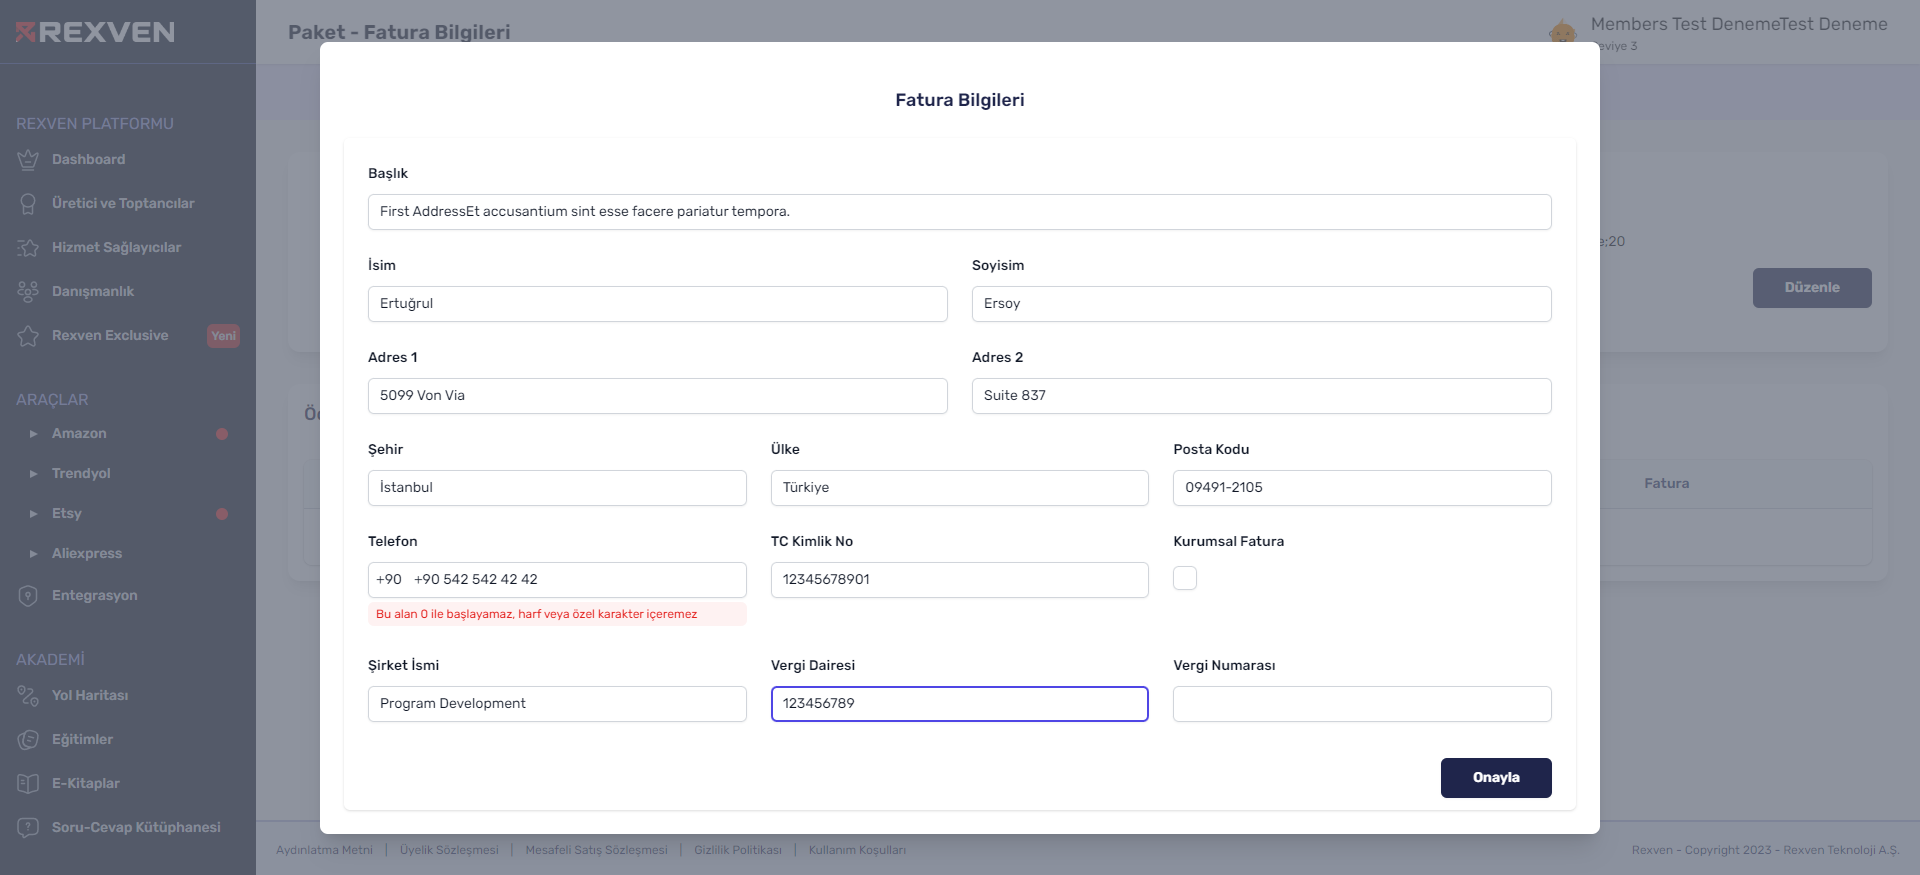 REXVEN
Paket - Fatura Bilgileri
Members Test DenemeTest Deneme
eviye 3
REXVEN PLATFORMU
Dashboard
Üretici ve Toptancılar
Hizmet Sağlayıcılar
Danışmanlık
Rexven Exclusive
Yeni
ARAÇLAR
Amazon
Trendyol
Etsy
Aliexpress
Entegrasyon
AKADEMİ
Yol Haritası
Eğitimler
E-Kitaplar
Soru-Cevap Kütüphanesi
Fatura Bilgileri
Başlık
First AddressEt accusantium sint esse facere pariatur tempora.
İsim
Soyisim
Ertuğrul
Ersoy
Adres 1
Adres 2
5099 Von Via
Suite 837
Şehir
Ülke
Posta Kodu
İstanbul
Türkiye
09491-2105
Telefon
TC Kimlik No
Kurumsal Fatura
+90 +90 542 542 42 42
12345678901
Bu alan 0 ile başlayamaz, harf veya özel karakter içeremez
Şirket İsmi
Vergi Dairesi
Vergi Numarası
Program Development
123456789
Onayla
:20
Düzenle
Fatura
Aydınlatma Metni | Üyelik Sözleşmesi | Mesafeli Satış Sözleşmesi | Gizlilik Politikası | Kullanım Koşulları
Rexven - Copyright 2023 - Rexven Teknoloji A.Ş.